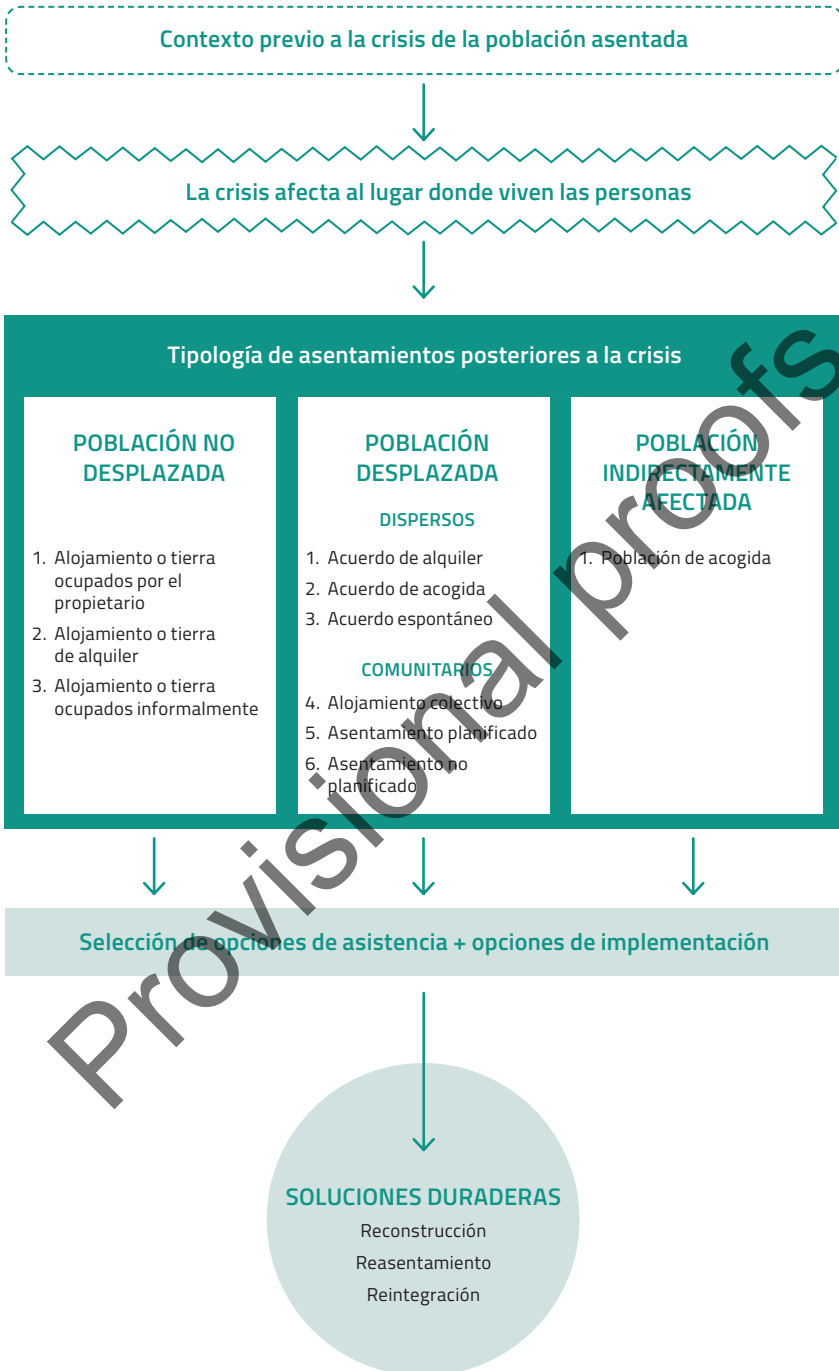 Contexto previo a la crisis de la población asentada
La crisis afecta al lugar donde viven las personas
Tipología de asentamientos posteriores a la crisis
POBLACIÓN NO
DESPLAZADA
1. Alojamiento o tierra
ocupados por el
propietario
2. Alojamiento o tierra
de alquiler
3. Alojamiento o tierra
ocupados informalmente
POBLACIÓN
DESPLAZADA
DISPERSOS
1. Acuerdo de alquiler
2. Acuerdo de acogida
3. Acuerdo espontáneo
COMUNITARIOS
4. Alojamiento colectivo
5. Asentamiento planificado
6. Asentamiento no
planificado
POBLACIÓN
INDIRECTAMENTE
AFECTADA
1. Población de acogida
Selección de opciones de asistencia + opciones de implementación
SOLUCIONES DURADERAS
Reconstrucción
Reasentamiento
Reintegración
Provisional proofs